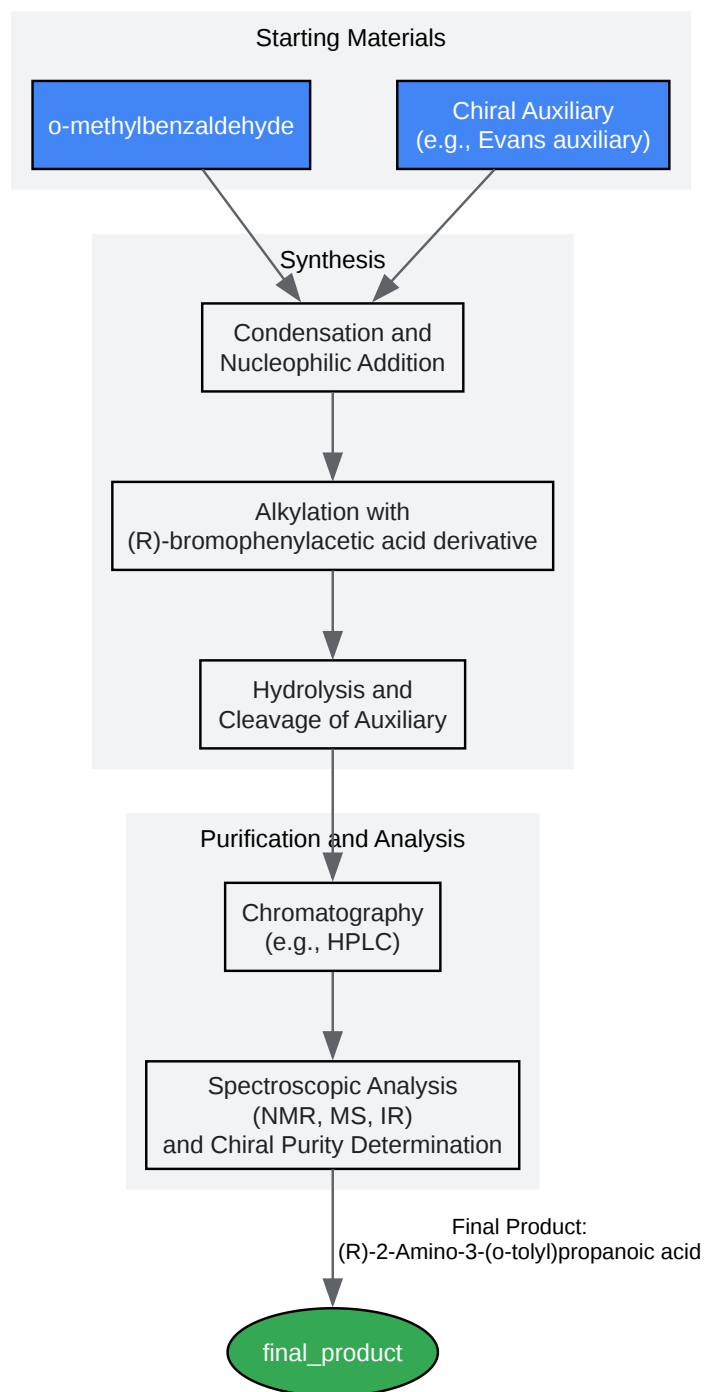 Starting Materials
o-methylbenzaldehyde
Chiral Auxiliary
(e.g., Evans auxiliary)
Synthesis
Condensation and
Nucleophilic Addition
Alkylation with
(R)-bromophenylacetic acid derivative
Hydrolysis and
Cleavage of Auxiliary
Purification and Analysis
Chromatography
(e.g., HPLC)
Spectroscopic Analysis
(NMR, MS, IR)
and Chiral Purity Determination
Final Product:
(R)-2-Amino-3-(o-tolyl)propanoic acid
final_product